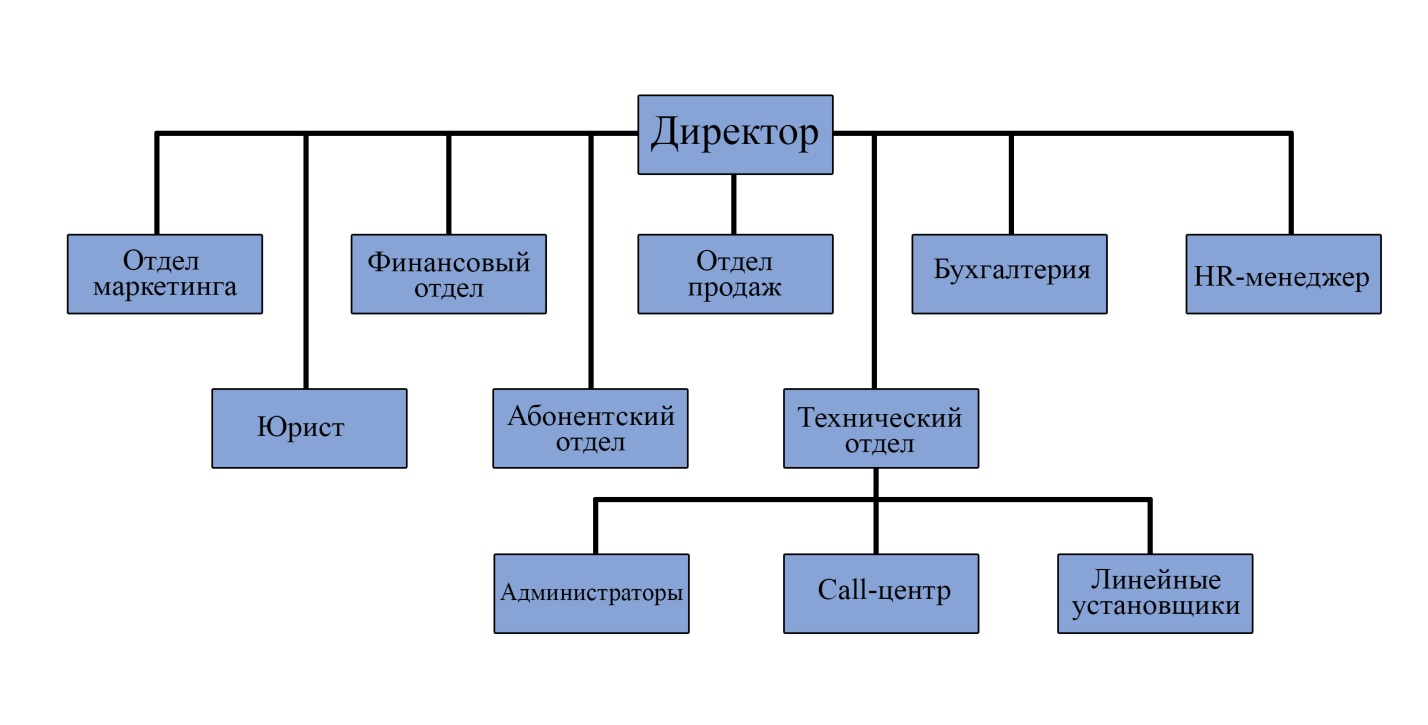 Директор
Отдел
маркетинга
Финансовый
отдел
Отдел
продаж
Бухгалтерия
HR-менеджер
Юрист
Абонентский
отдел
Технический
отдел
Администраторы
Call-центр
Линейные
установщики